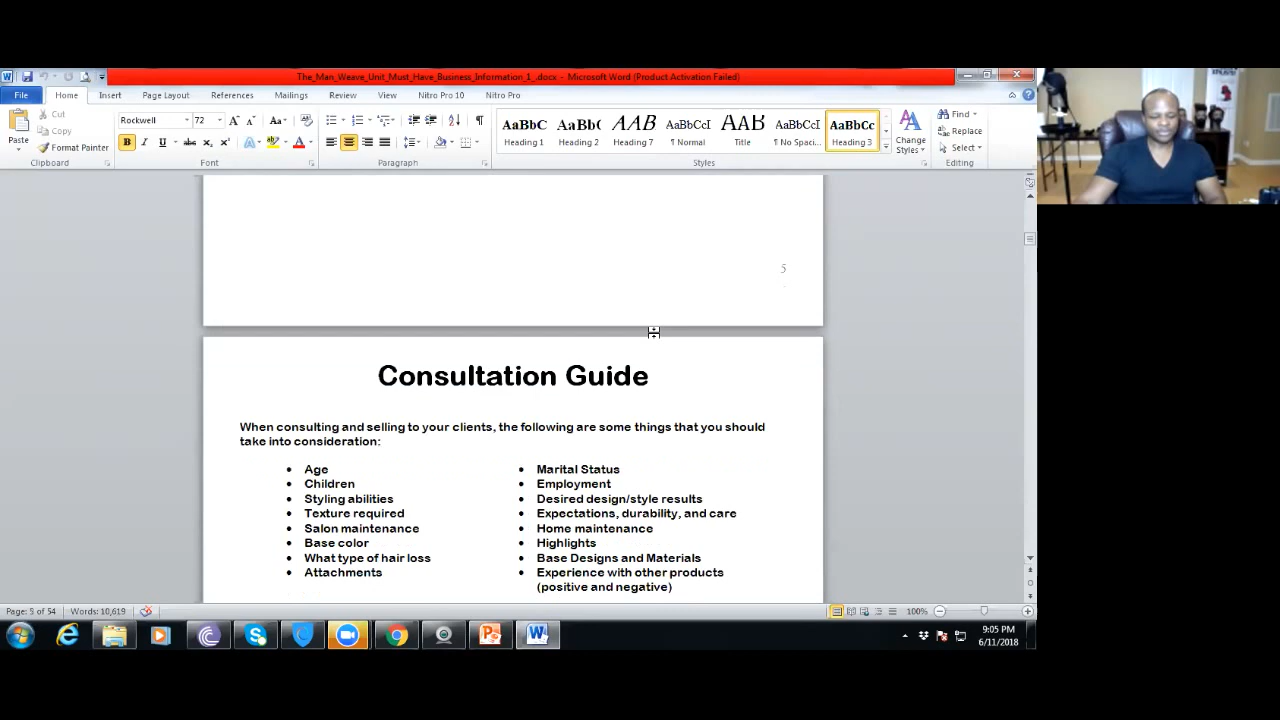 The_Man_Weave_Unit_Must_Have_Business_Information_1_.docx - Microsoft Word (Product Activation Failed)
File Home Insert Page Layout References Mailings Review View Nitro Pro 10 Nitro Pro
Paste
Cut
Copy
Format Painter
Clipboard
Rockwell 72
Font
Paragraph
AaBbC AaBb( AAB AaBbCcI AAB AaBbCcI AaBbCc
Heading 1 Heading 2 Heading 7 ¶ Normal Title ¶ No Spaci... Heading 3
Change Styles
Styles
Find
Replace
Select
Editing
5
Consultation Guide
When consulting and selling to your clients, the following are some things that you should
take into consideration:
• Age
• Children
• Styling abilities
• Texture required
• Salon maintenance
• Base color
• What type of hair loss
• Attachments
• Marital Status
• Employment
• Desired design/style results
• Expectations, durability, and care
• Home maintenance
• Highlights
• Base Designs and Materials
• Experience with other products
(positive and negative)
Page: 5 of 54 Words: 10,619
100%
9:05 PM
6/11/2018